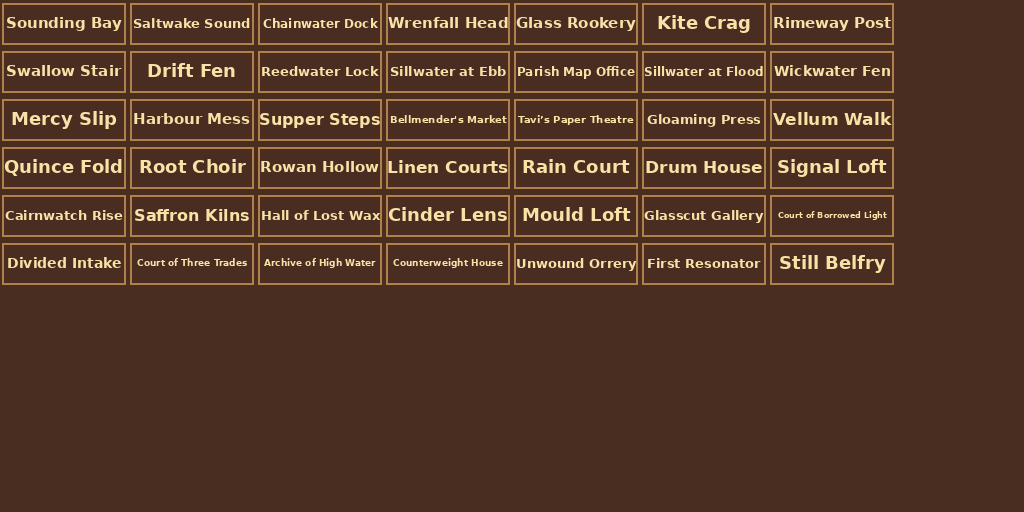 Sounding Bay
Saltwake Sound
Chainwater Dock
Wrenfall Head
Glass Rookery
Kite Crag
Rimeway Post
Swallow Stair
Drift Fen
Reedwater Lock
Sillwater at Ebb
Parish Map Office
Sillwater at Flood
Wickwater Fen
Mercy Slip
Harbour Mess
Supper Steps
Bellmender's Market
Tavi’s Paper Theatre
Gloaming Press
Vellum Walk
Quince Fold
Root Choir
Rowan Hollow
Linen Courts
Rain Court
Drum House
Signal Loft
Cairnwatch Rise
Saffron Kilns
Hall of Lost Wax
Cinder Lens
Mould Loft
Glasscut Gallery
Court of Borrowed Light
Divided Intake
Court of Three Trades
Archive of High Water
Counterweight House
Unwound Orrery
First Resonator
Still Belfry